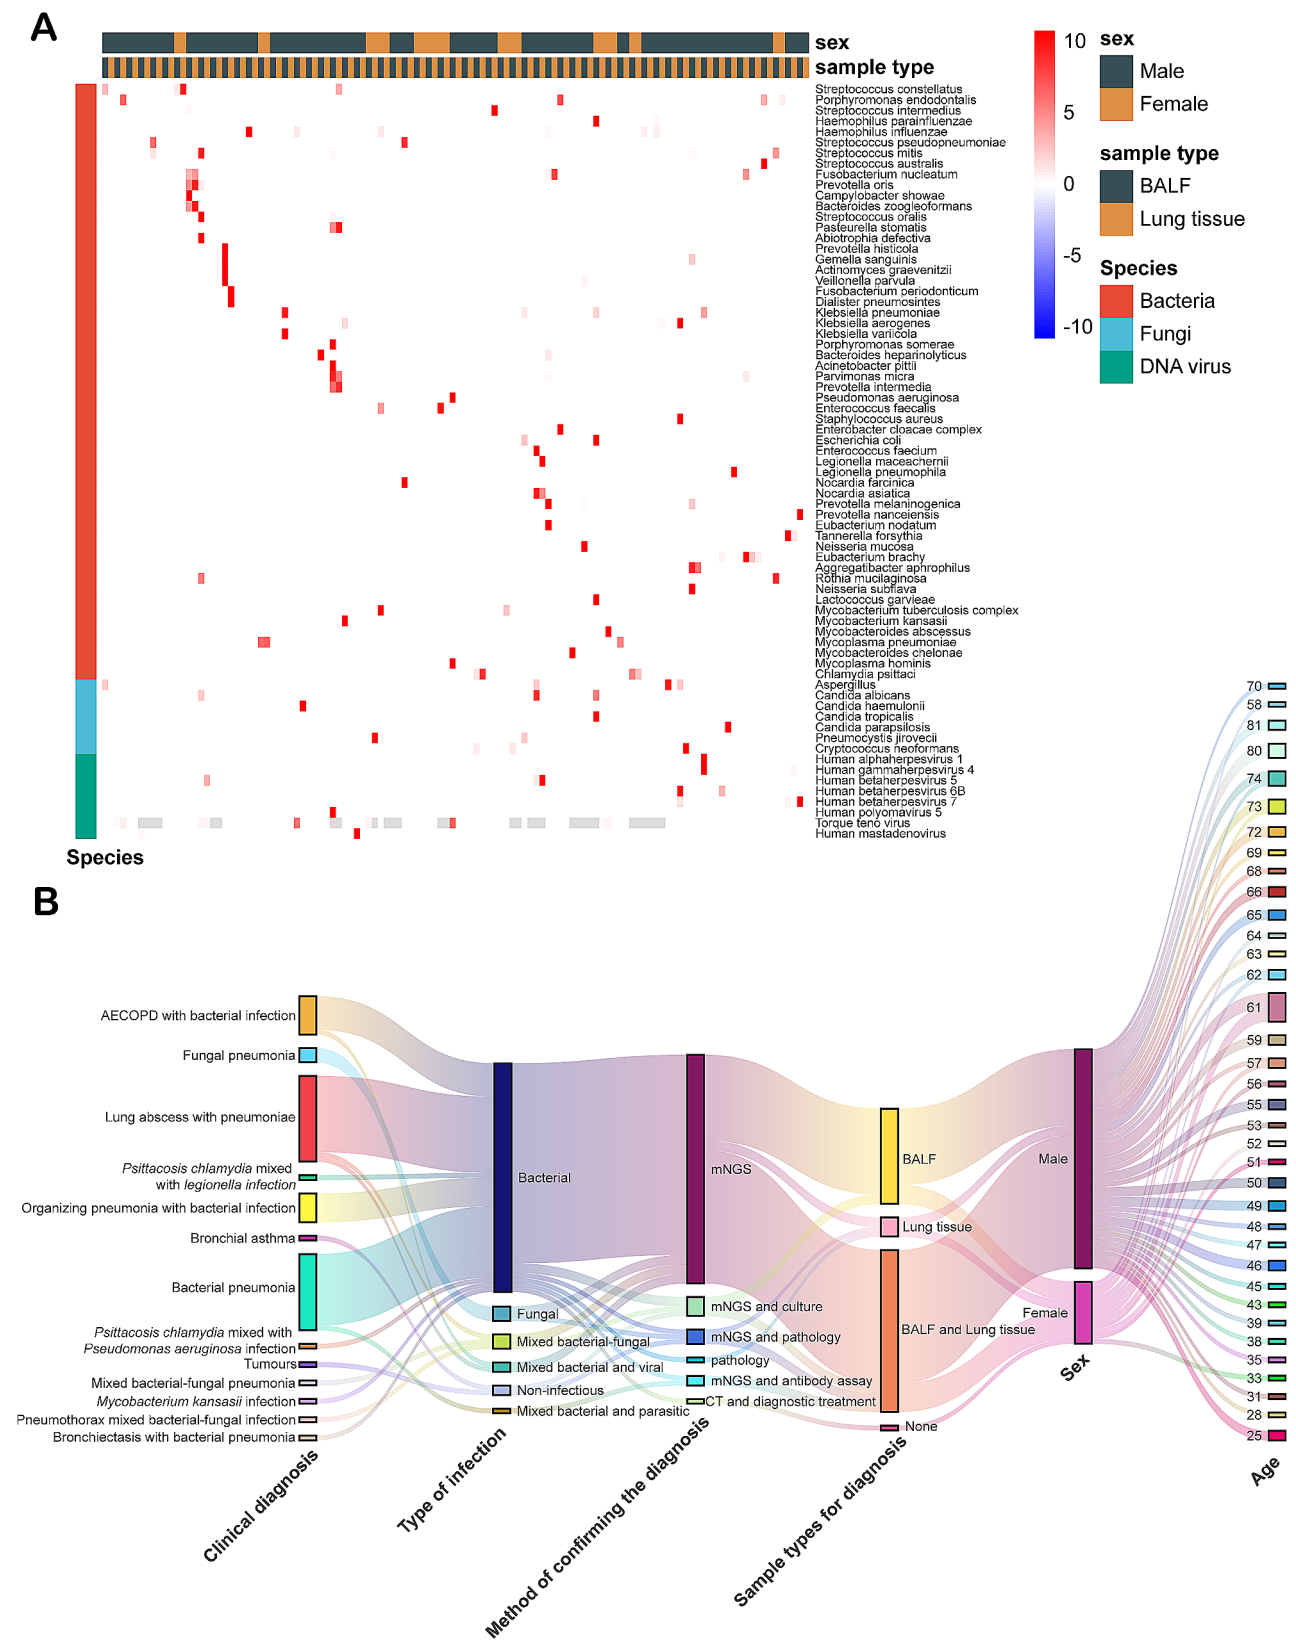 A
sex
sample type
Streptococcus constellatus
Porphyromonas endodontalis
Streptococcus intermedius
Haemophilus parainfluenzae
Haemophilus influenzae
Streptococcus pseudopneumoniae
Streptococcus mitis
Streptococcus australis
Fusobacterium nucleatum
Prevotella oris
Campylobacter showae
Bacteroides zoogleoformans
Streptococcus oralis
Pasteurella stomatis
Abiotrophia defectiva
Prevotella histicola
Gemella sanguinis
Actinomyces graevenitzii
Veillonella parvula
Fusobacterium periodonticum
Dialister pneumosintes
Klebsiella pneumoniae
Klebsiella aerogenes
Klebsiella variicola
Porphyromonas somerae
Bacteroides heparinolyticus
Acinetobacter pittii
Parvimonas micra
Prevotella intermedia
Pseudomonas aeruginosa
Enterococcus faecalis
Staphylococcus aureus
Enterobacter cloacae complex
Escherichia coli
Enterococcus faecium
Legionella maceachernii
Legionella pneumophila
Nocardia farcinica
Nocardia asiatica
Prevotella melaninogenica
Prevotella nanceiensis
Eubacterium nodatum
Tannerella forsythia
Neisseria mucosa
Eubacterium brachy
Aggregatibacter aphrophilus
Rothia mucilaginosa
Neisseria subflava
Lactococcus garvieae
Mycobacterium tuberculosis complex
Mycobacterium kansasii
Mycobacteroides abscessus
Mycoplasma pneumoniae
Mycobacteroides chelonae
Mycoplasma hominis
Chlamydia psittaci
Aspergillus
Candida albicans
Candida haemulonii
Candida tropicalis
Candida parapsilosis
Pneumocystis jirovecii
Cryptococcus neoformans
Human alphaherpesvirus 1
Human gammaherpesvirus 4
Human betaherpesvirus 5
Human betaherpesvirus 6B
Human betaherpesvirus 7
Human polyomavirus 5
Torque teno virus
Human mastadenovirus
Species
10
5
0
-5
-10
sex
Male
Female
sample type
BALF
Lung tissue
Species
Bacteria
Fungi
DNA virus
B
AECOPD with bacterial infection
Fungal pneumonia
Lung abscess with pneumoniae
Psittacosis chlamydia mixed
with legionella infection
Organizing pneumonia with bacterial infection
Bronchial asthma
Bacterial pneumonia
Psittacosis chlamydia mixed with
Pseudomonas aeruginosa infection
Tumours
Mixed bacterial-fungal pneumonia
Mycobacterium kansasii infection
Pneumothorax mixed bacterial-fungal infection
Bronchiectasis with bacterial pneumonia
Clinical diagnosis
Bacterial
Fungal
Mixed bacterial-fungal
Mixed bacterial and viral
Non-infectious
Mixed bacterial and parasitic
Type of infection
mNGS
mNGS and culture
mNGS and pathology
pathology
mNGS and antibody assay
CT and diagnostic treatment
Method of confirming the diagnosis
BALF
Lung tissue
BALF and Lung tissue
None
Sample types for diagnosis
Male
Female
Sex
70
58
81
80
74
73
72
69
68
66
65
64
63
62
61
59
57
56
55
53
52
51
50
49
48
47
46
45
43
39
38
35
33
31
28
25
Age